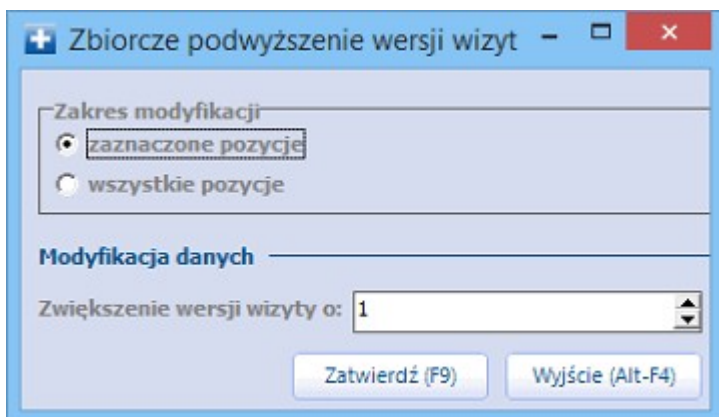 Zbiorcze podwyższenie wersji wizyt
Zakres modyfikacji
zaznaczone pozycje
wszystkie pozycje
Modyfikacja danych
Zwiększenie wersji wizyty o: 1
Zatwierdź (F9) Wyjście (Alt-F4)